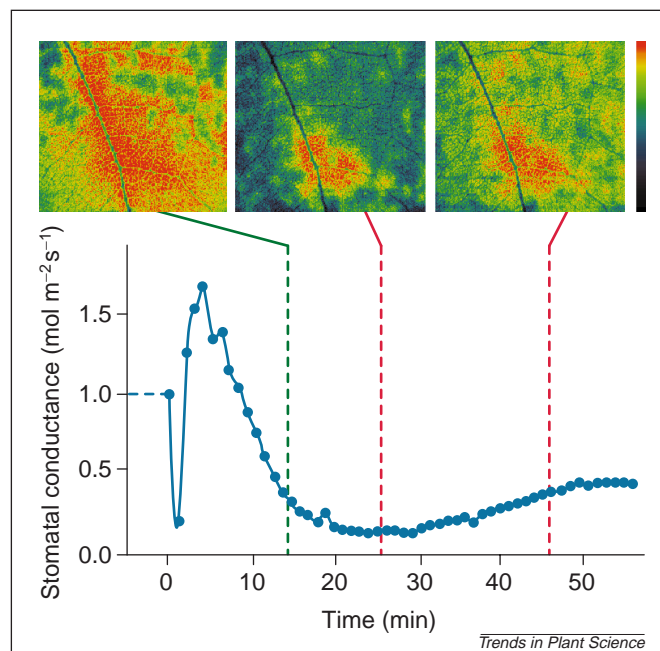 Stomatal conductance (mol m⁻² s⁻¹)
1.5
1.0
0.5
0.0
0 10 20 30 40 50
Time (min)
Trends in Plant Science